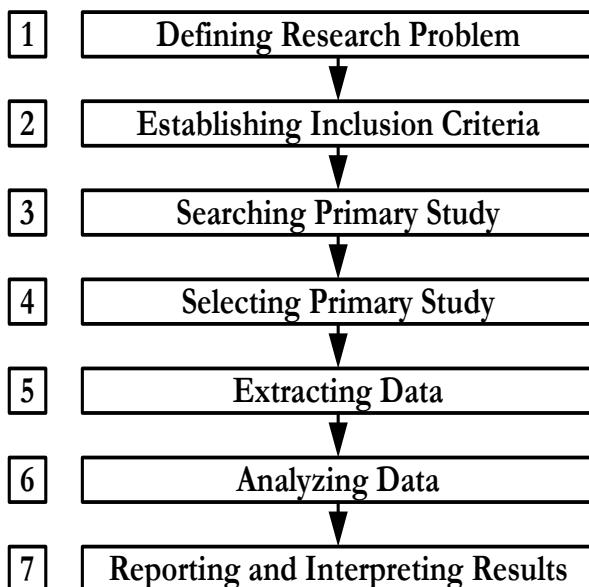 1 Defining Research Problem
2 Establishing Inclusion Criteria
3 Searching Primary Study
4 Selecting Primary Study
5 Extracting Data
6 Analyzing Data
7 Reporting and Interpreting Results